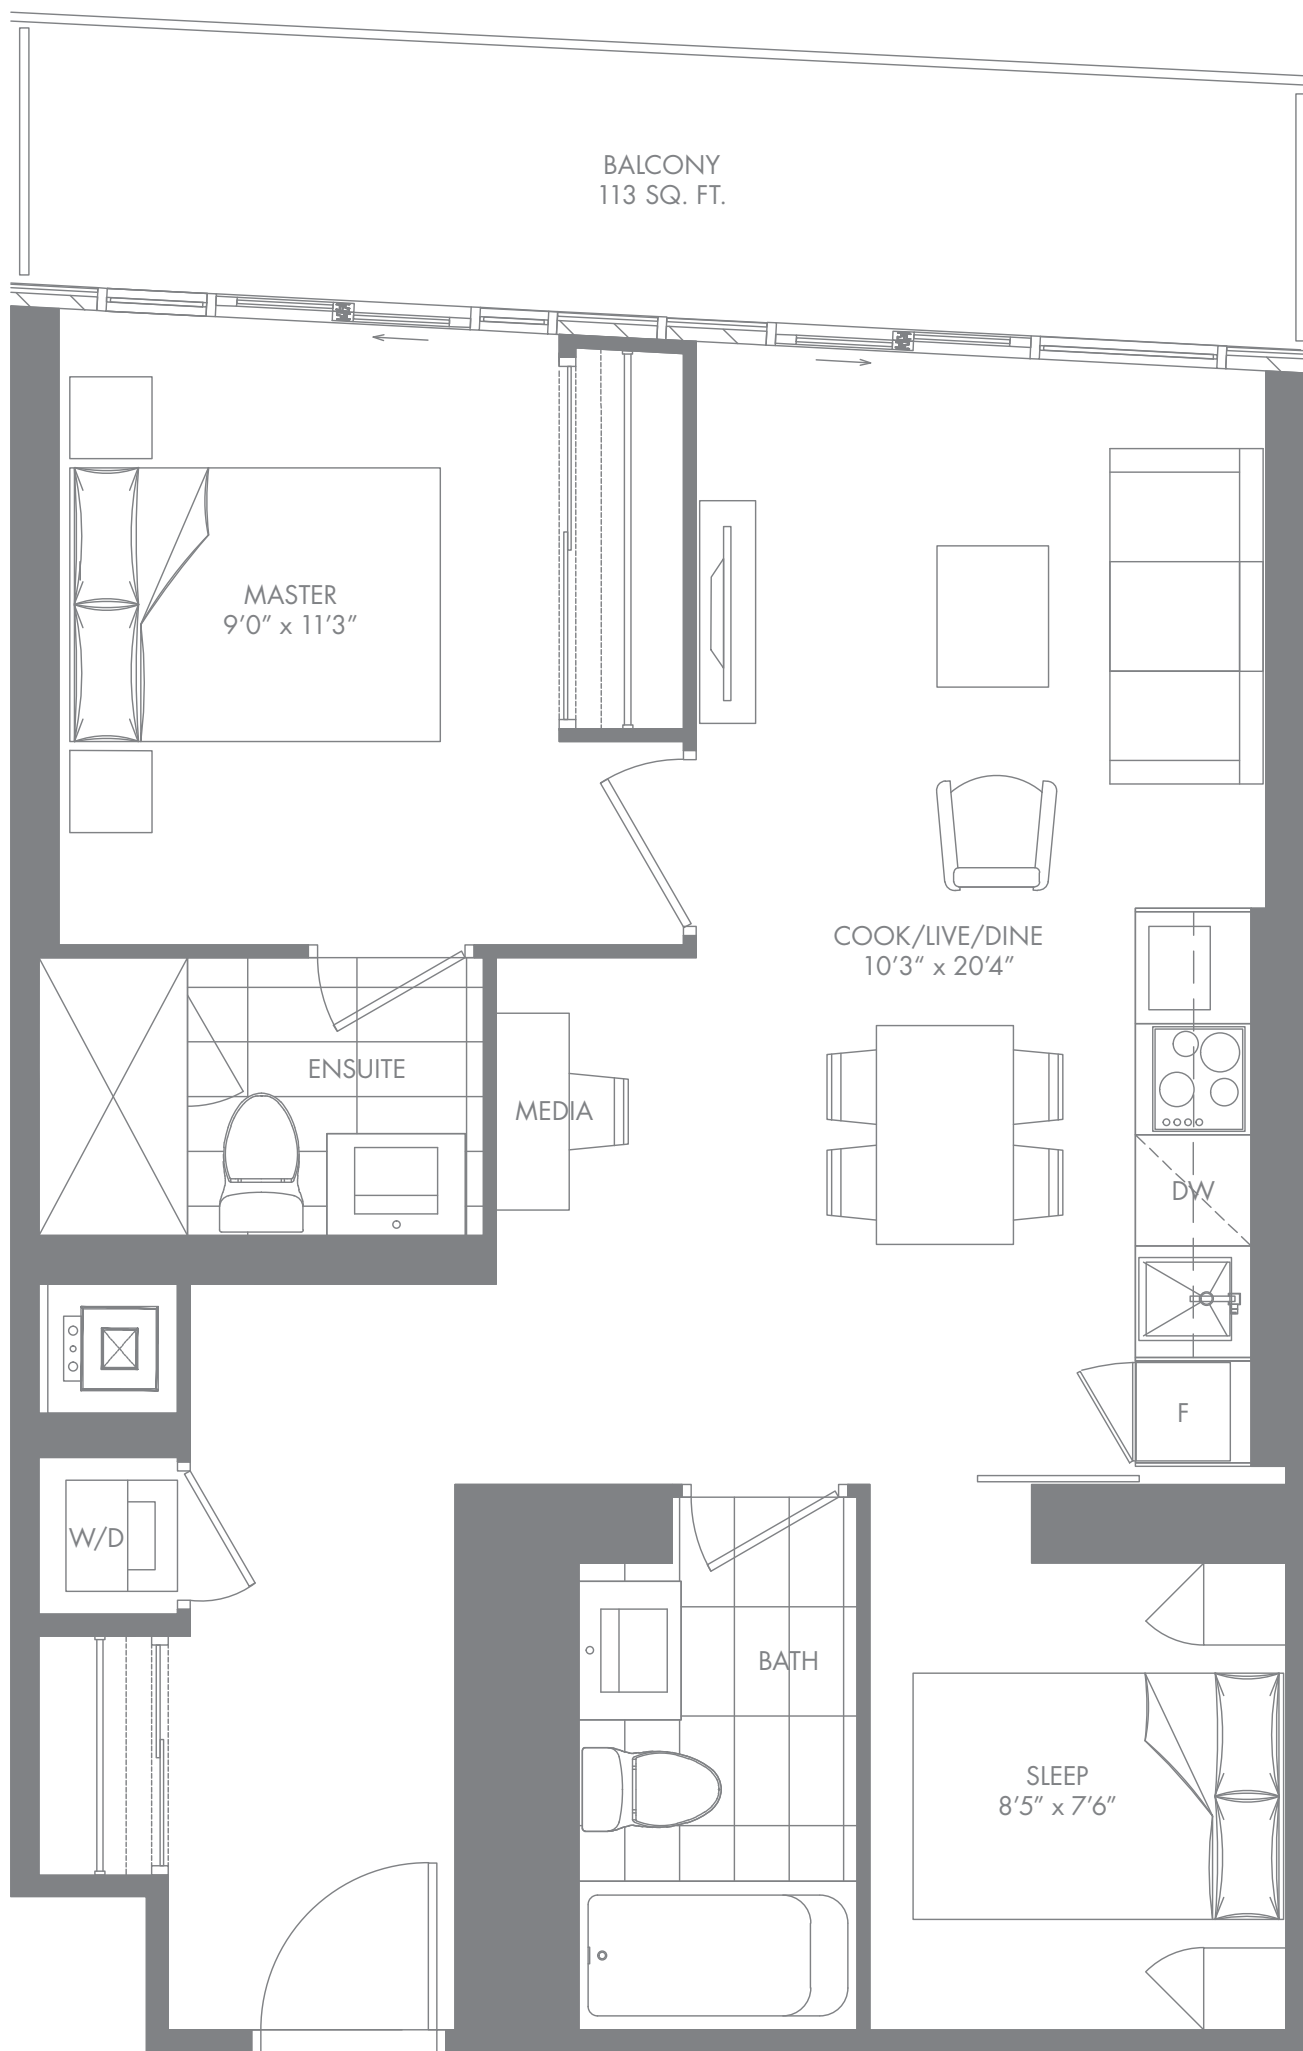 BALCONY
113 SQ. FT.
MASTER
9’0” x 11’3”
COOK/LIVE/DINE
10’3“ x 20’4”
ENSUITE
MEDIA
DW
F
W/D
BATH
SLEEP
8’5” x 7’6”